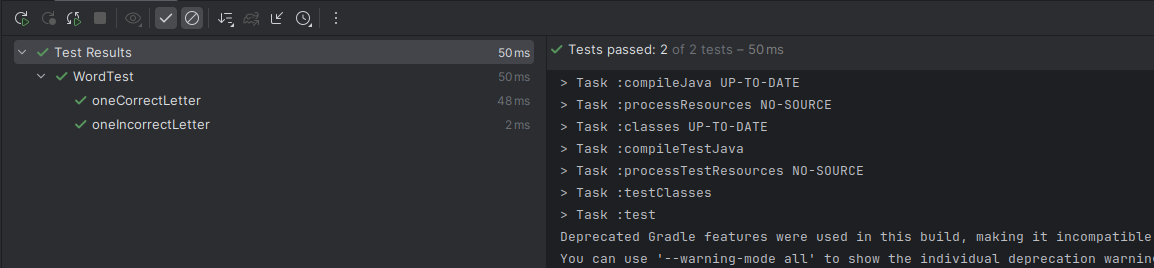 Test Results 50 ms
WordTest 50 ms
oneCorrectLetter 48 ms
oneIncorrectLetter 2 ms
Tests passed: 2 of 2 tests – 50 ms
> Task :compileJava UP-TO-DATE
> Task :processResources NO-SOURCE
> Task :classes UP-TO-DATE
> Task :compileTestJava
> Task :processTestResources NO-SOURCE
> Task :testClasses
> Task :test
Deprecated Gradle features were used in this build, making it incompatible
You can use '--warning-mode all' to show the individual deprecation